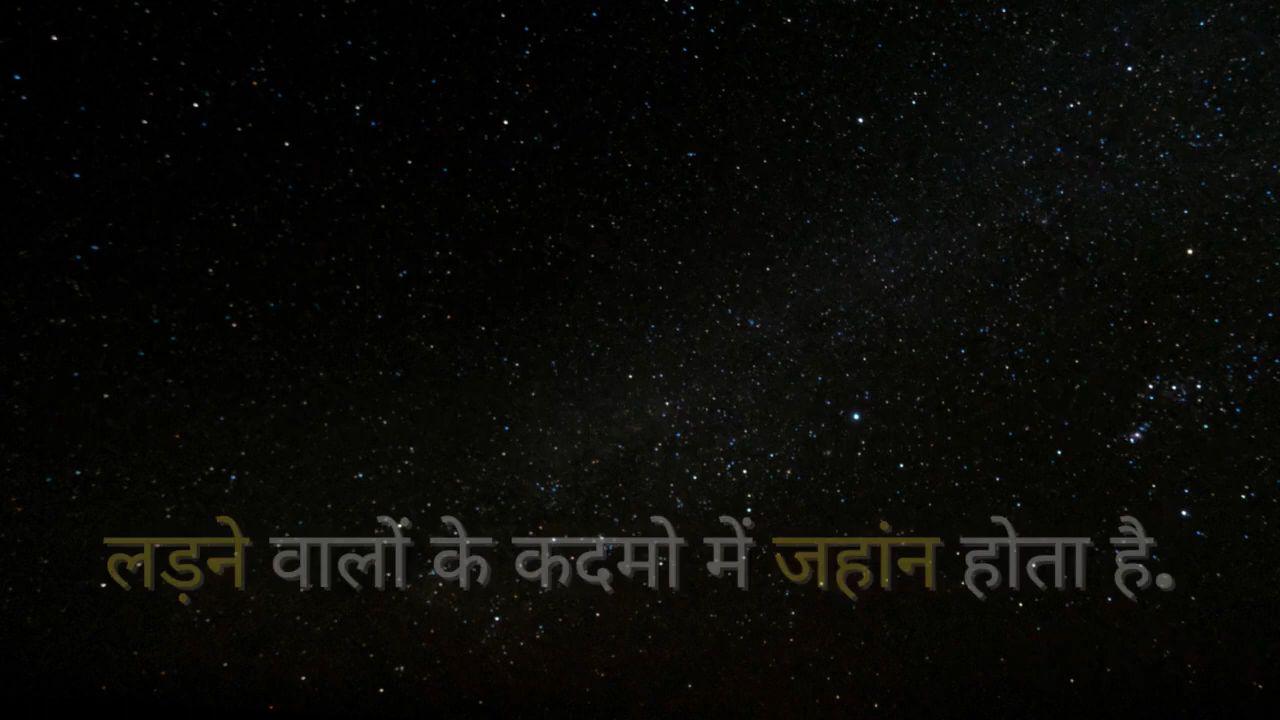 लड़ने वालों के कदमो में जहांन होता है.